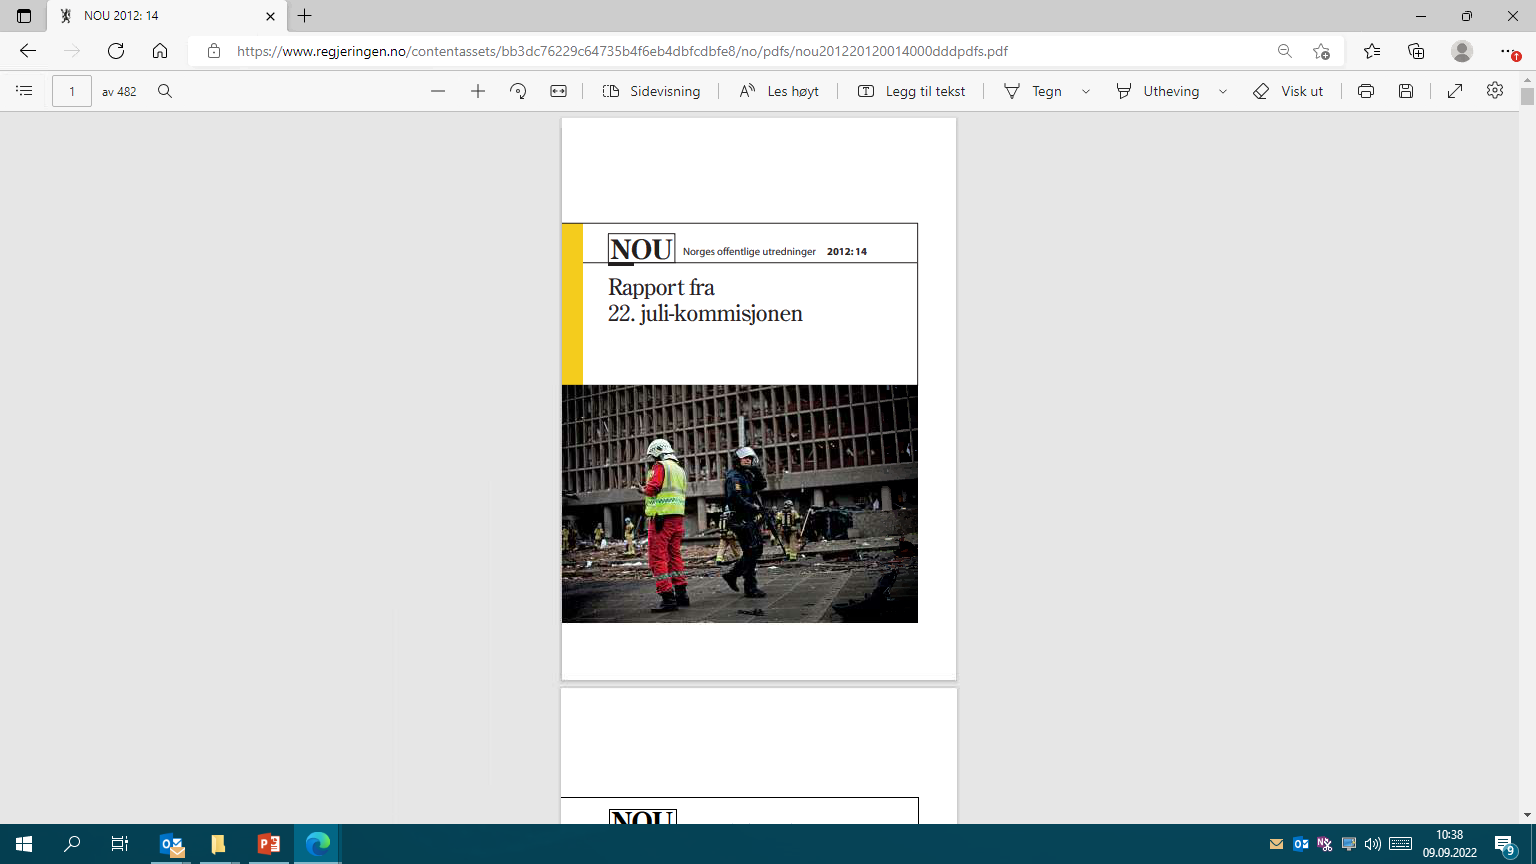 NOU 2012: 14
https://www.regjeringen.no/contentassets/bb3dc76229c64735b4f6eb4dbfcdbfe8/no/pdfs/nou201220120014000dddpdfs.pdf
1 av 482 Sidevisning Les høyt Legg til tekst Tegn Utheving Visk ut
NOU Norges offentlige utredninger 2012: 14
Rapport fra
22. juli-kommisjonen
NOU
10:38
09.09.2022
9